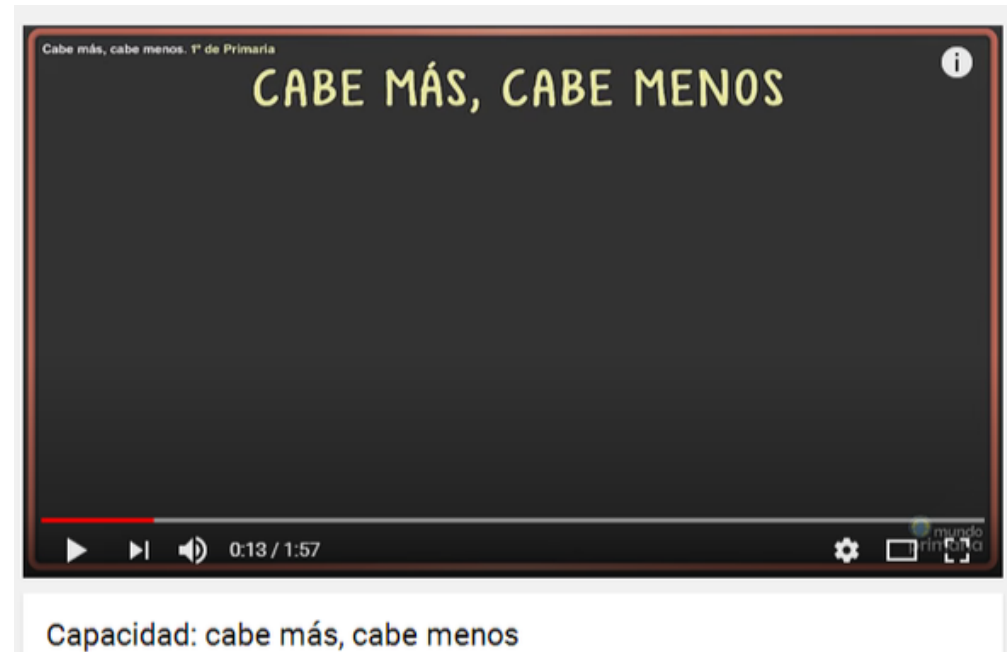 Cabe más, cabe menos. 1º de Primaria
CABE MÁS, CABE MENOS
0:13 / 1:57
mundo
primaria
Capacidad: cabe más, cabe menos